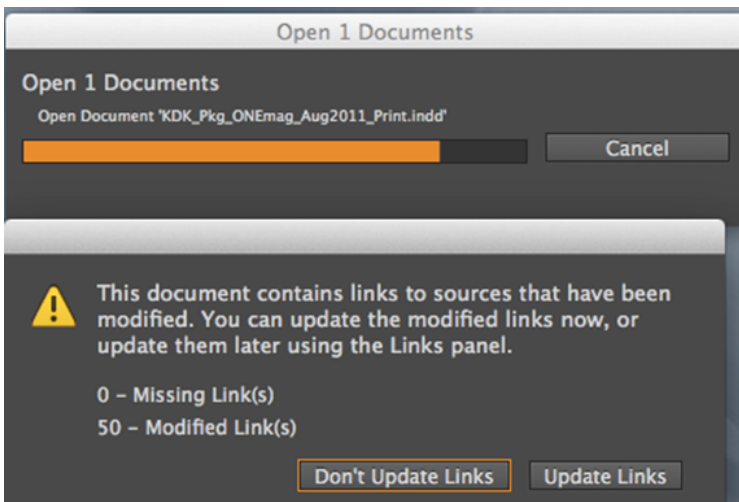 Open 1 Documents
Open 1 Documents
Open Document 'KDK_Pkg_ONEmag_Aug2011_Print.indd'
Cancel
This document contains links to sources that have been
modified. You can update the modified links now, or
update them later using the Links panel.
0 – Missing Link(s)
50 – Modified Link(s)
Don't Update Links
Update Links